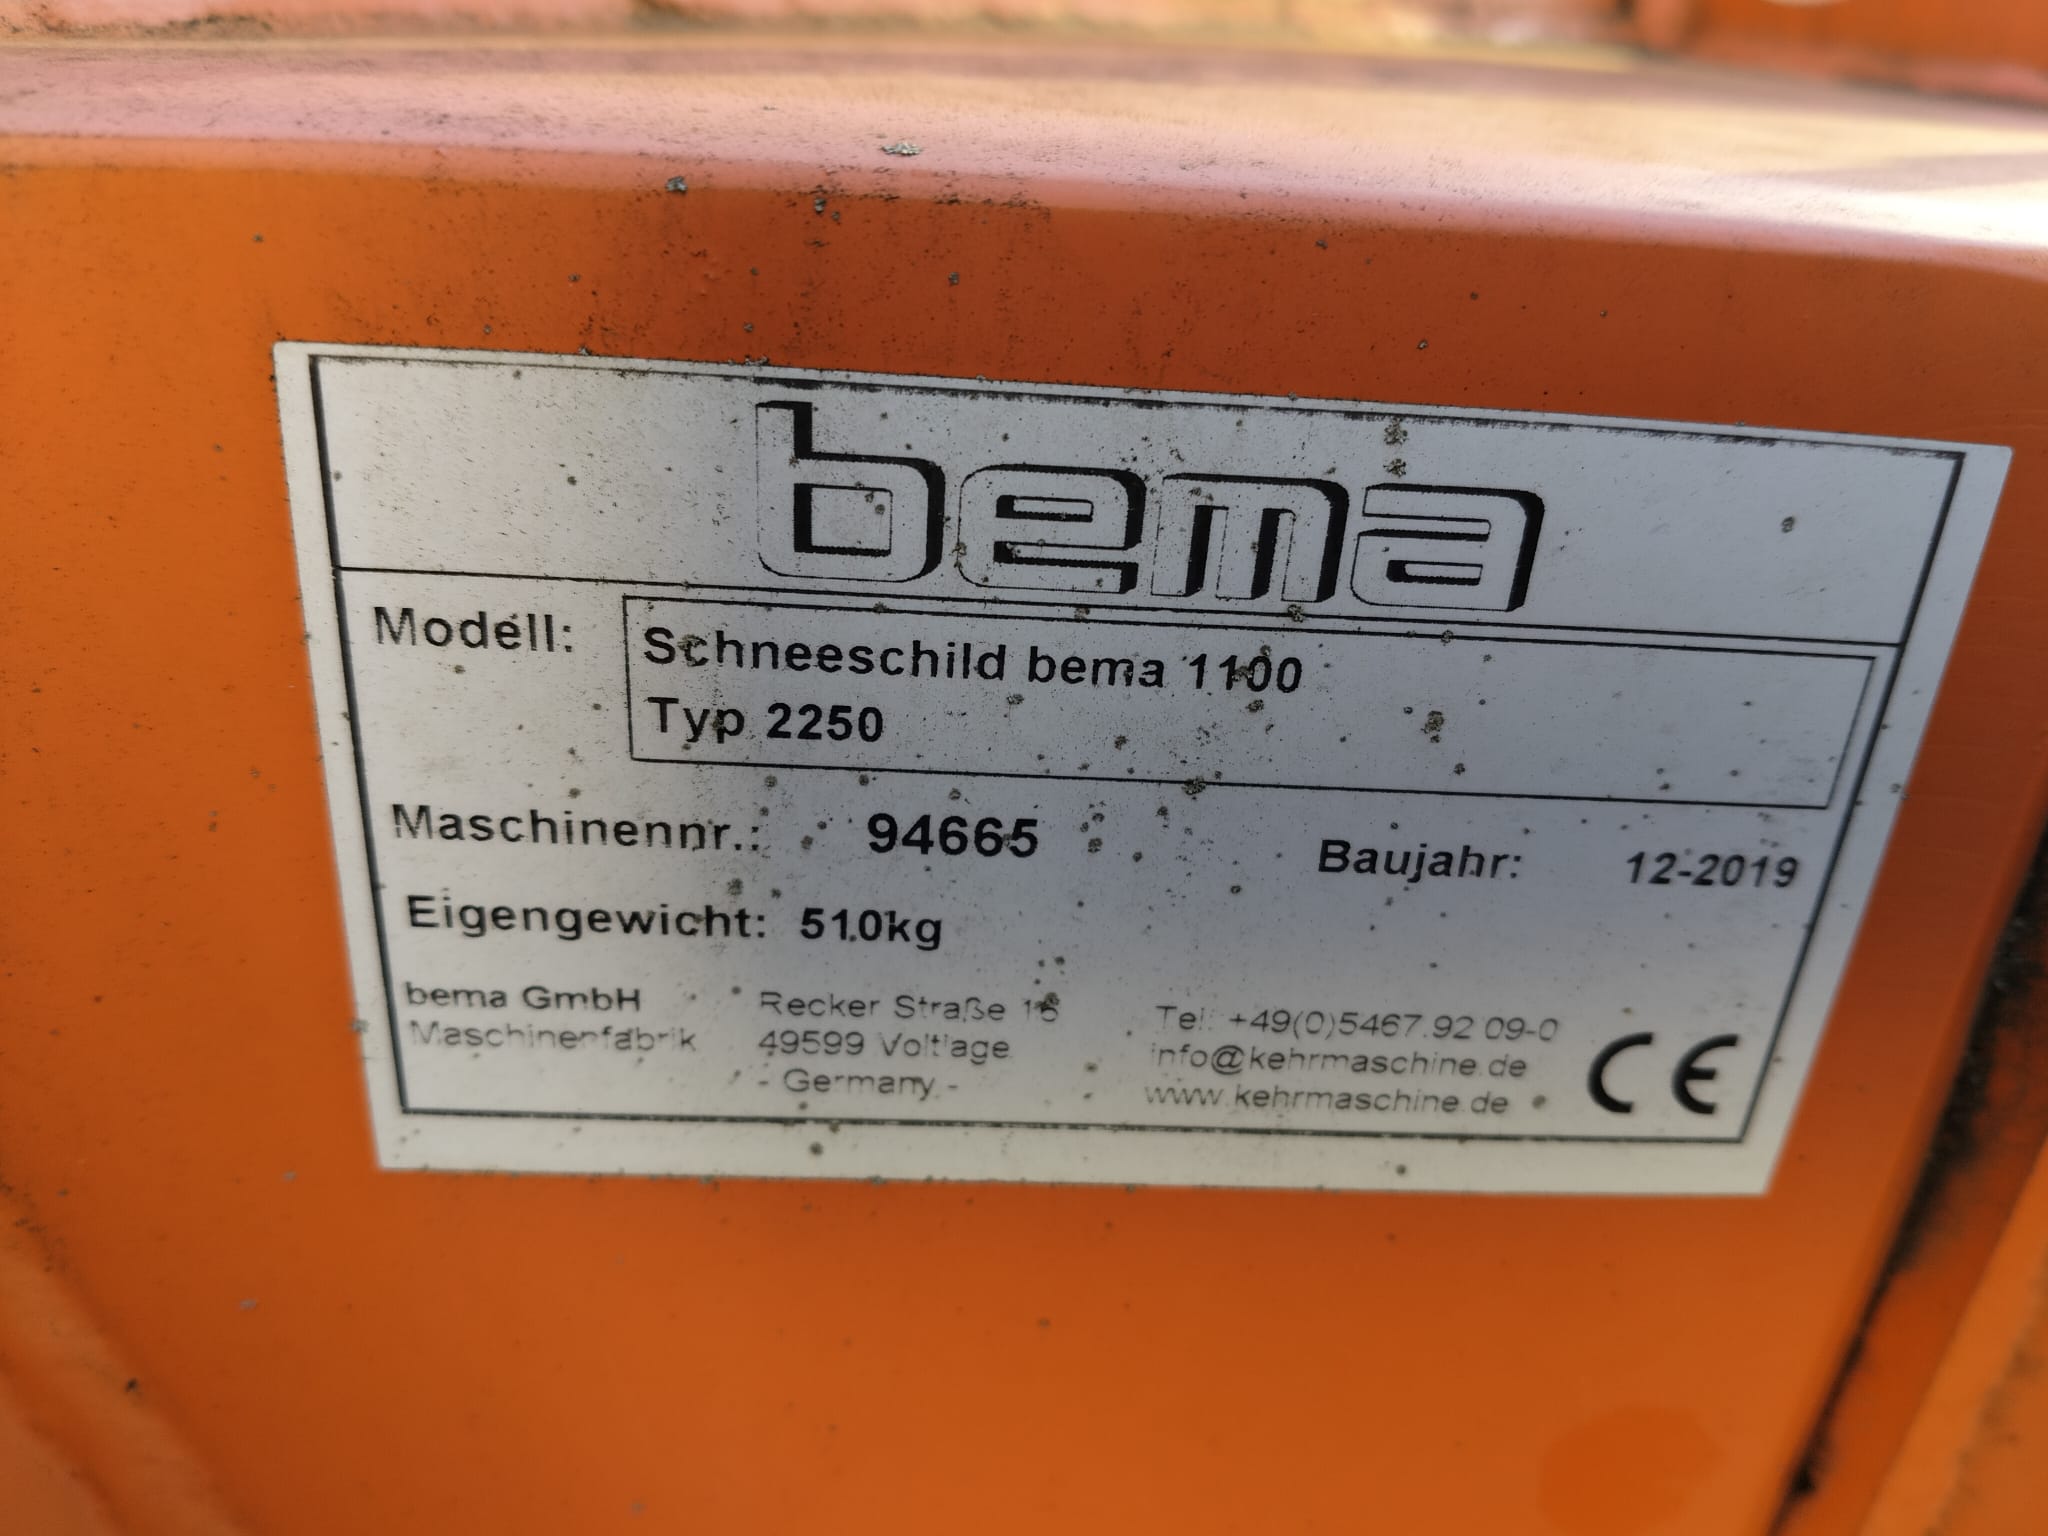 bema
Modell: Schneeschild bema 1100
Typ 2250
Maschinennr.: 94665 Baujahr: 12-2019
Eigengewicht: 510kg
bema GmbH Recker Straße Tel. +49(0)5467.92 09-0
Maschinenfabrik 49599 Voltlage info@kehrmaschine.de
- Germany - www.kehrmaschine.de
CE